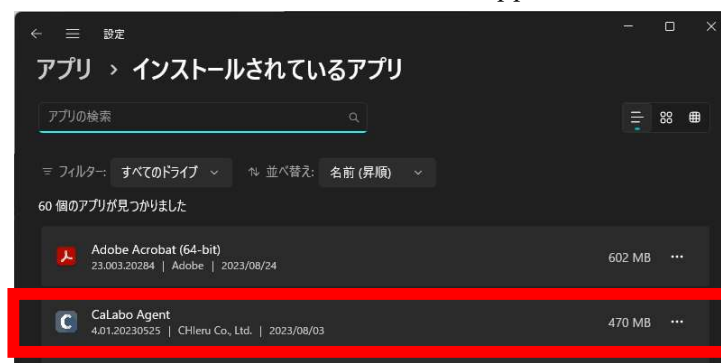 設定
アプリ › インストールされているアプリ
アプリの検索
フィルター: すべてのドライブ 並べ替え: 名前 (昇順)
60 個のアプリが見つかりました
Adobe Acrobat (64-bit)
23.003.20284 | Adobe | 2023/08/24
602 MB
CaLabo Agent
4.01.20230525 | CHIeru Co., Ltd. | 2023/08/03
470 MB